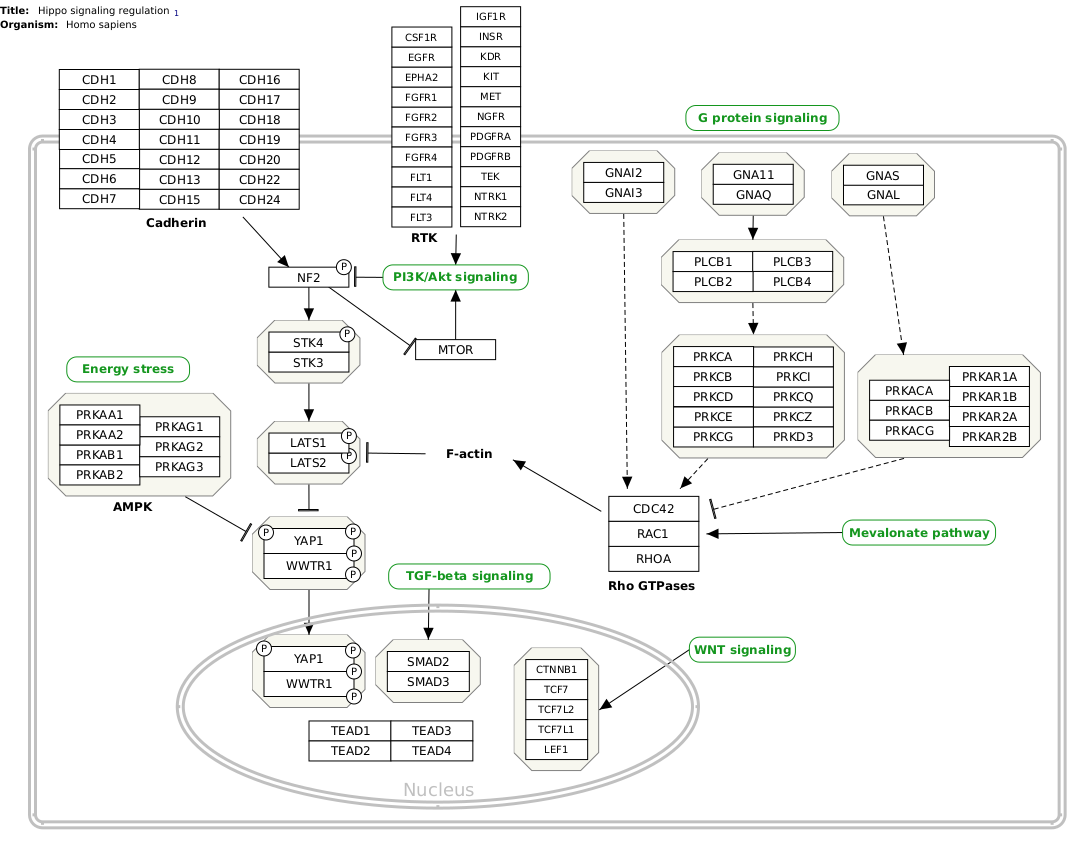 Title: Hippo signaling regulation 1
Organism: Homo sapiens
CDH1 CDH8 CDH16
CDH2 CDH9 CDH17
CDH3 CDH10 CDH18
CDH4 CDH11 CDH19
CDH5 CDH12 CDH20
CDH6 CDH13 CDH22
CDH7 CDH15 CDH24
Cadherin
CSF1R
EGFR
EPHA2
FGFR1
FGFR2
FGFR3
FGFR4
FLT1
FLT4
FLT3
IGF1R
INSR
KDR
KIT
MET
NGFR
PDGFRA
PDGFRB
TEK
NTRK1
NTRK2
RTK
G protein signaling
GNAI2
GNAI3
GNA11
GNAQ
GNAS
GNAL
PLCB1 PLCB3
PLCB2 PLCB4
PRKCA PRKCH
PRKCB PRKCI
PRKCD PRKCQ
PRKCE PRKCZ
PRKCG PRKD3
PRKACA
PRKACB
PRKACG
PRKAR1A
PRKAR1B
PRKAR2A
PRKAR2B
NF2 P
PI3K/Akt signaling
MTOR
STK4 P
STK3
Energy stress
PRKAA1
PRKAA2
PRKAB1
PRKAB2
PRKAG1
PRKAG2
PRKAG3
AMPK
LATS1 P
LATS2 P
F-actin
CDC42
RAC1
RHOA
Rho GTPases
Mevalonate pathway
P YAP1 P
P
WWTR1 P
TGF-beta signaling
WNT signaling
P YAP1 P
P
WWTR1 P
SMAD2
SMAD3
CTNNB1
TCF7
TCF7L2
TCF7L1
LEF1
TEAD1 TEAD3
TEAD2 TEAD4
Nucleus